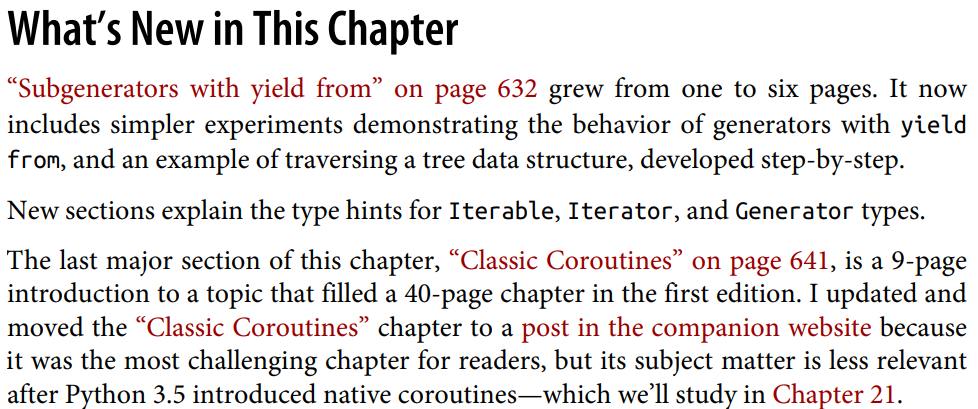 What’s New in This Chapter
“Subgenerators with yield from” on page 632 grew from one to six pages. It now
includes simpler experiments demonstrating the behavior of generators with yield
from, and an example of traversing a tree data structure, developed step-by-step.
New sections explain the type hints for Iterable, Iterator, and Generator types.
The last major section of this chapter, “Classic Coroutines” on page 641, is a 9-page
introduction to a topic that filled a 40-page chapter in the first edition. I updated and
moved the “Classic Coroutines” chapter to a post in the companion website because
it was the most challenging chapter for readers, but its subject matter is less relevant
after Python 3.5 introduced native coroutines—which we’ll study in Chapter 21.